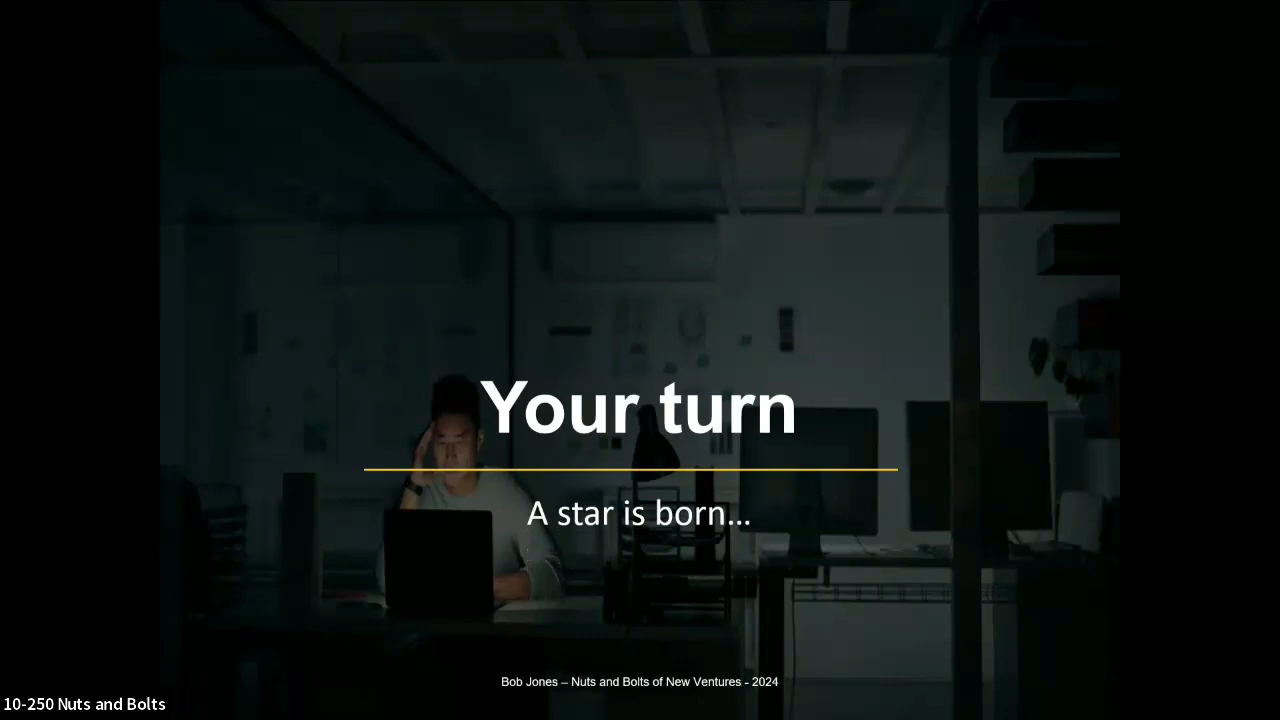 Your turn
A star is born...
Bob Jones – Nuts and Bolts of New Ventures - 2024
10-250 Nuts and Bolts